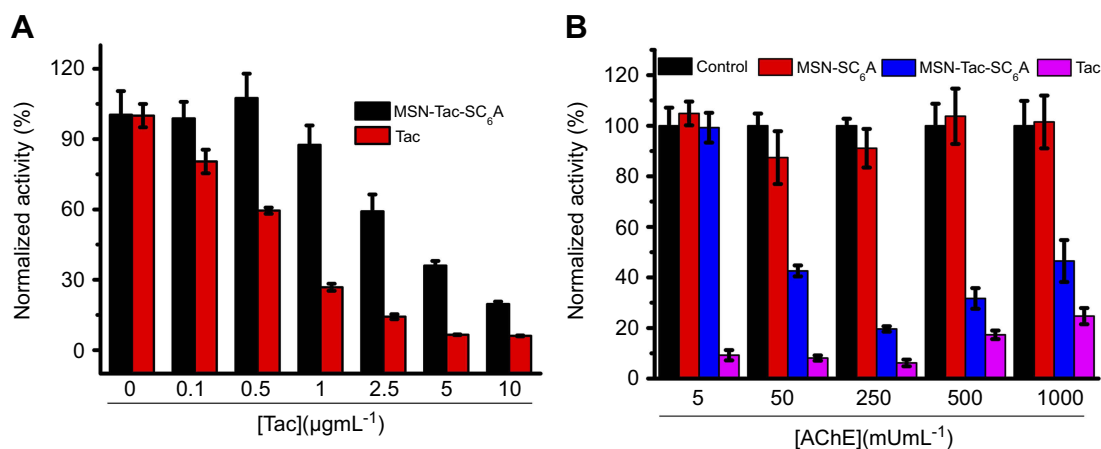 A
Normalized activity (%)
120
90
60
30
0
MSN-Tac-SC₆A
Tac
0 0.1 0.5 1 2.5 5 10
[Tac](µgmL⁻¹)
B
Normalized activity (%)
120
100
80
60
40
20
0
Control MSN-SC₆A MSN-Tac-SC₆A Tac
5 50 250 500 1000
[AChE](mUmL⁻¹)